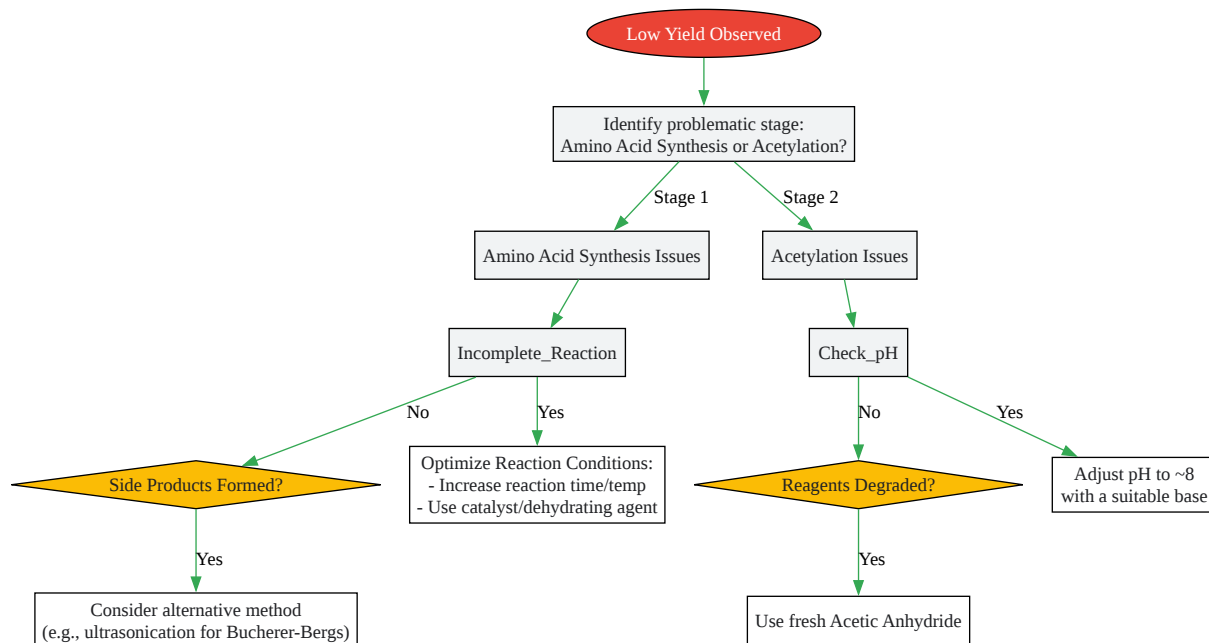 Low Yield Observed
Identify problematic stage:
Amino Acid Synthesis or Acetylation?
Stage 1
Stage 2
Amino Acid Synthesis Issues
Acetylation Issues
Incomplete_Reaction
Check_pH
No
Yes
No
Yes
Side Products Formed?
Optimize Reaction Conditions:
- Increase reaction time/temp
- Use catalyst/dehydrating agent
Reagents Degraded?
Adjust pH to ~8
with a suitable base
Yes
Yes
Consider alternative method
(e.g., ultrasonication for Bucherer-Bergs)
Use fresh Acetic Anhydride